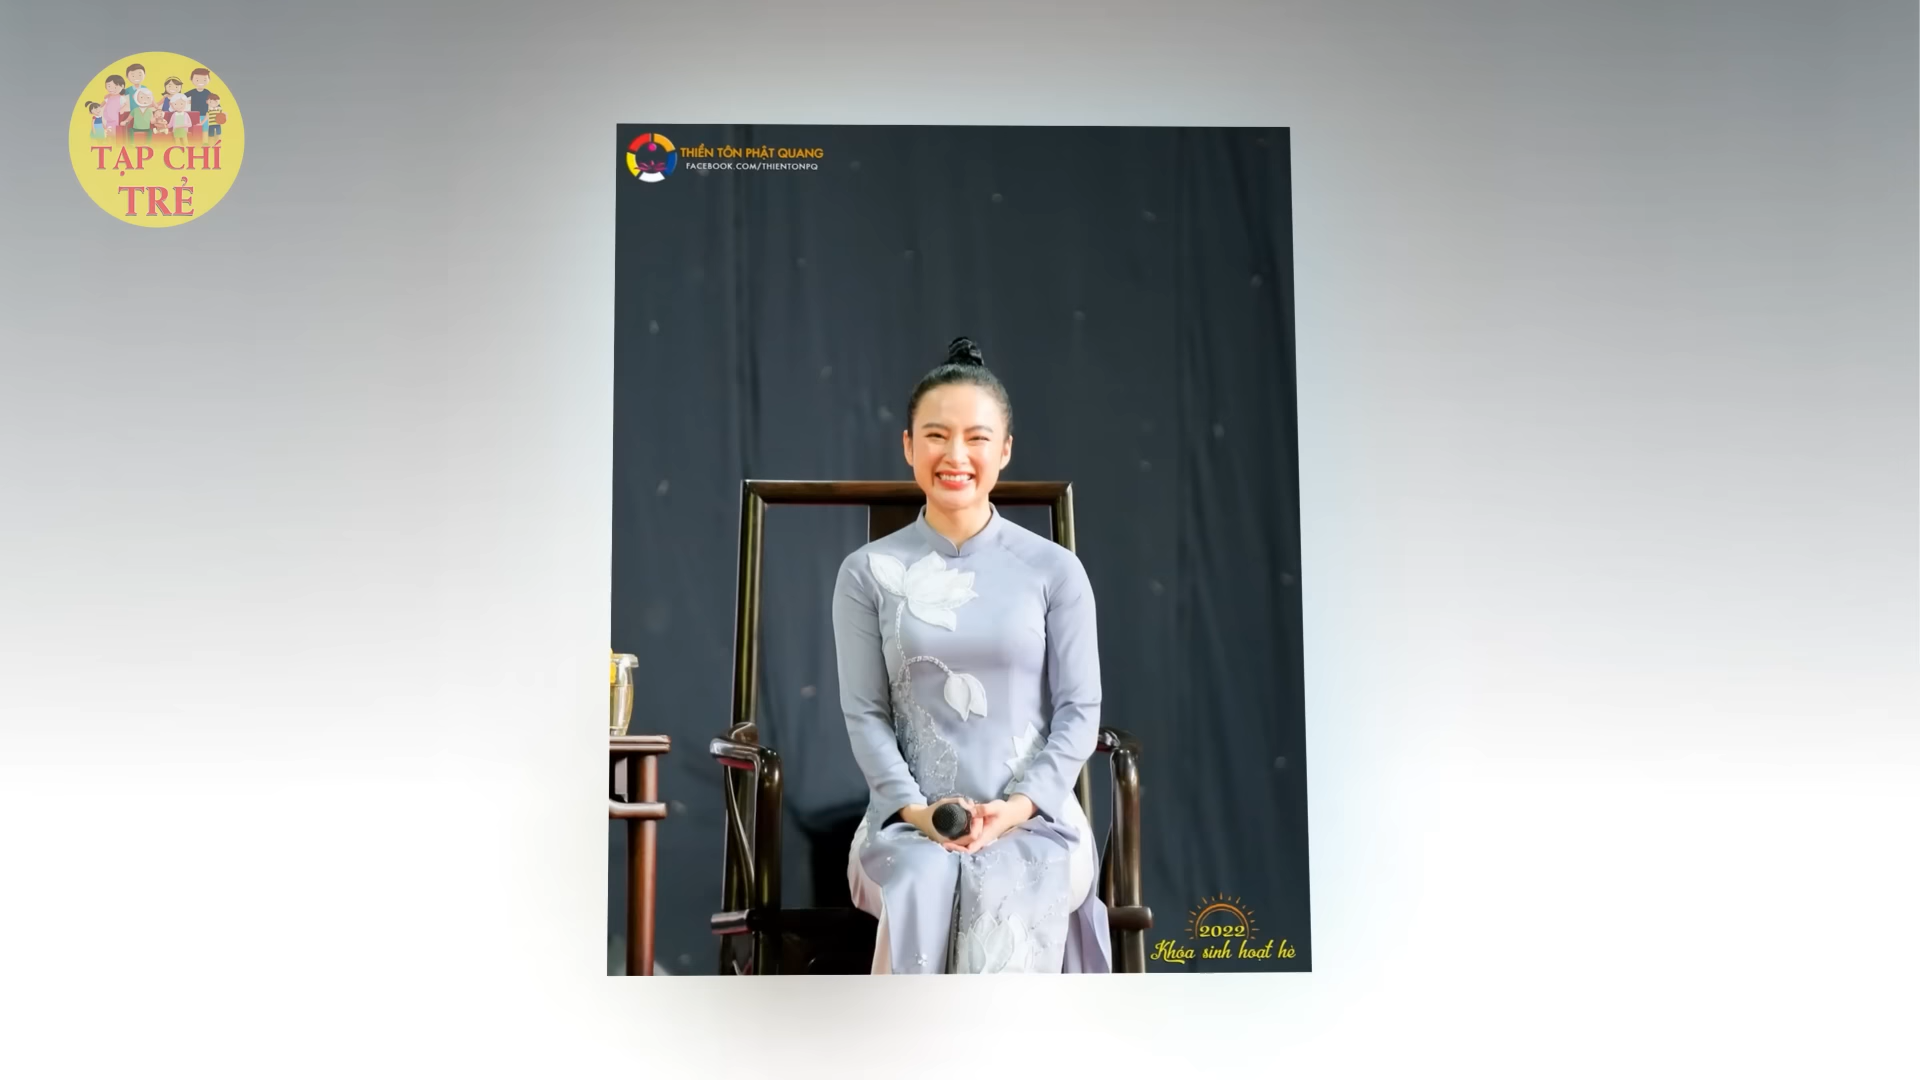 TẠP CHÍ
TRẺ
THIỀN TÔN PHẬT QUANG
FACEBOOK.COM/THIENTONPQ
2022
Khóa sinh hoạt hè